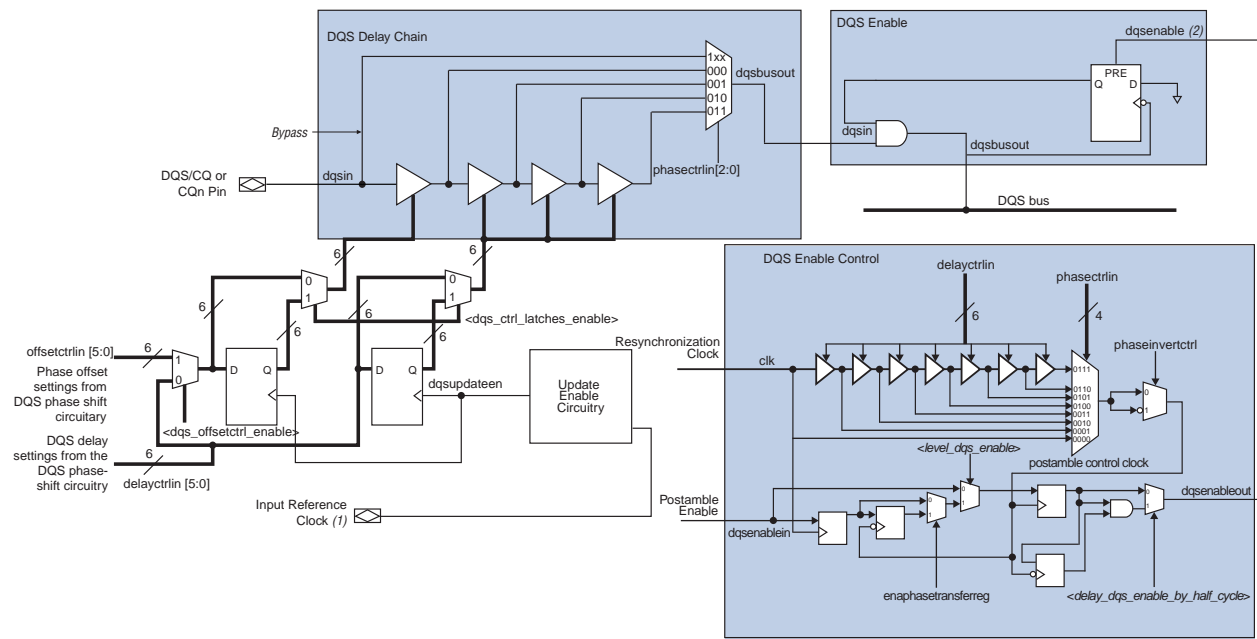 DQS Delay Chain
1xx
000
001
010
011
dqsbusout
Bypass
phasectrlin[2:0]
DQS/CQ or
CQn Pin
dqsin
DQS Enable
dqsenable (2)
PRE
Q
D
dqsin
dqsbusout
DQS bus
6
6
0
1
0
1
6
6
6
6
<dqs_ctrl_latches_enable>
offsetctrlin [5:0]
6
1
0
Phase offset
settings from
DQS phase shift
circuitary
D
Q
D
Q
dqsupdateen
Update
Enable
Circuitry
<dqs_offsetctrl_enable>
DQS delay
settings from the
DQS phase-
shift circuitry
6
delayctrlin [5:0]
Input Reference
Clock (1)
DQS Enable Control
delayctrlin
phasectrlin
6
4
phaseinvertctrl
Resynchronization
Clock
clk
0111
0110
0101
0100
0011
0010
0001
0000
0
1
<level_dqs_enable>
postamble control clock
Postamble
Enable
dqsenablein
0
1
0
1
0
1
dqsenableout
enaphasetransferreg
<delay_dqs_enable_by_half_cycle>